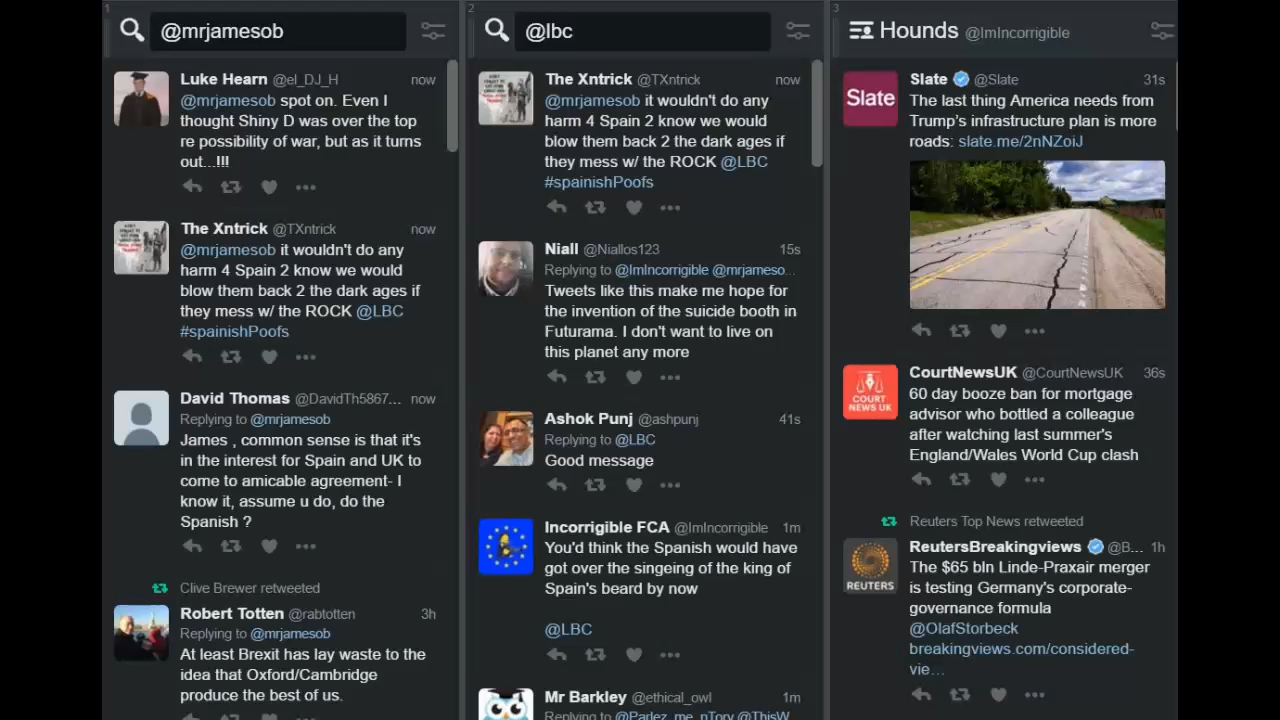 1
@mrjamesob
Luke Hearn @el_DJ_H now
@mrjamesob spot on. Even I
thought Shiny D was over the top
re possibility of war, but as it turns
out...!!!
The Xntrick @TXntrick now
@mrjamesob it wouldn't do any
harm 4 Spain 2 know we would
blow them back 2 the dark ages if
they mess w/ the ROCK @LBC
#spainishPoofs
David Thomas @DavidTh5867... now
Replying to @mrjamesob
James , common sense is that it's
in the interest for Spain and UK to
come to amicable agreement- I
know it, assume u do, do the
Spanish ?
Clive Brewer retweeted
Robert Totten @rabtotten 3h
Replying to @mrjamesob
At least Brexit has lay waste to the
idea that Oxford/Cambridge
produce the best of us.
2
@lbc
The Xntrick @TXntrick now
@mrjamesob it wouldn't do any
harm 4 Spain 2 know we would
blow them back 2 the dark ages if
they mess w/ the ROCK @LBC
#spainishPoofs
Niall @Niallos123 15s
Replying to @ImIncorrigible @mrjameso...
Tweets like this make me hope for
the invention of the suicide booth in
Futurama. I don't want to live on
this planet any more
Ashok Punj @ashpunj 41s
Replying to @LBC
Good message
Incorrigible FCA @ImIncorrigible 1m
You'd think the Spanish would have
got over the singeing of the king of
Spain's beard by now
@LBC
Mr Barkley @ethical_owl 1m
Replying to @Parlez_me_nTory @ThisW...
3
Hounds @ImIncorrigible
Slate
Slate @Slate 31s
The last thing America needs from
Trump's infrastructure plan is more
roads: slate.me/2nNZoiJ
COURT
NEWS UK
CourtNewsUK @CourtNewsUK 36s
60 day booze ban for mortgage
advisor who bottled a colleague
after watching last summer's
England/Wales World Cup clash
Reuters Top News retweeted
REUTERS
ReutersBreakingviews @B... 1h
The $65 bln Linde-Praxair merger
is testing Germany's corporate-
governance formula
@OlafStorbeck
breakingviews.com/considered-
vie...